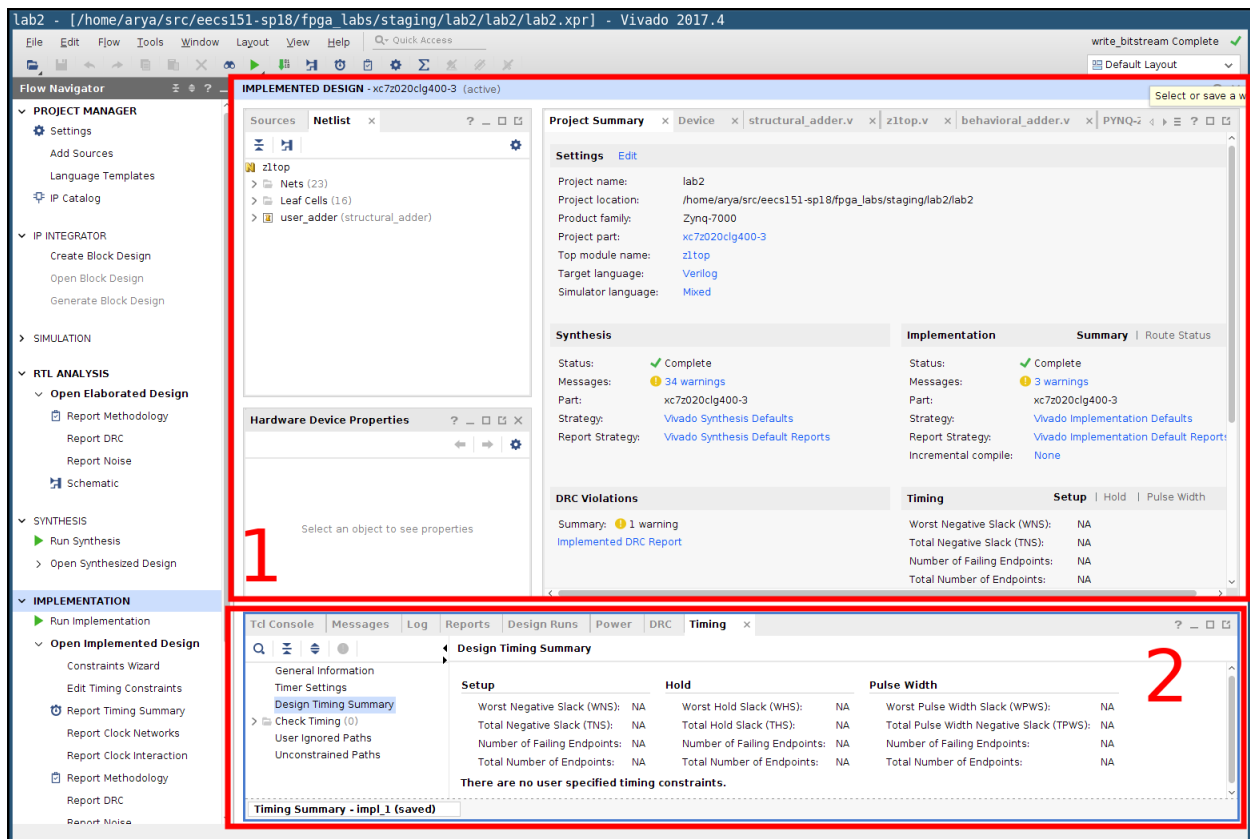 lab2 - [/home/arya/src/eecs151-sp18/fpga_labs/staging/lab2/lab2/lab2.xpr] - Vivado 2017.4
File Edit Flow Tools Window Layout View Help Quick Access
write_bitstream Complete
Default Layout
Flow Navigator
PROJECT MANAGER
Settings
Add Sources
Language Templates
IP Catalog
IP INTEGRATOR
Create Block Design
Open Block Design
Generate Block Design
SIMULATION
RTL ANALYSIS
Open Elaborated Design
Report Methodology
Report DRC
Report Noise
Schematic
SYNTHESIS
Run Synthesis
Open Synthesized Design
IMPLEMENTATION
Run Implementation
Open Implemented Design
Constraints Wizard
Edit Timing Constraints
Report Timing Summary
Report Clock Networks
Report Clock Interaction
Report Methodology
Report DRC
Report Noise
IMPLEMENTED DESIGN - xc7z020clg400-3 (active)
Select or save a w
Sources Netlist
z1top
Nets (23)
Leaf Cells (16)
user_adder (structural_adder)
Hardware Device Properties
Select an object to see properties
1
Project Summary Device structural_adder.v z1top.v behavioral_adder.v PYNQ-Z
Settings Edit
Project name: lab2
Project location: /home/arya/src/eecs151-sp18/fpga_labs/staging/lab2/lab2
Product family: Zynq-7000
Project part: xc7z020clg400-3
Top module name: z1top
Target language: Verilog
Simulator language: Mixed
Synthesis
Status: Complete
Messages: 34 warnings
Part: xc7z020clg400-3
Strategy: Vivado Synthesis Defaults
Report Strategy: Vivado Synthesis Default Reports
Implementation Summary | Route Status
Status: Complete
Messages: 3 warnings
Part: xc7z020clg400-3
Strategy: Vivado Implementation Defaults
Report Strategy: Vivado Implementation Default Reports
Incremental compile: None
DRC Violations
Summary: 1 warning
Implemented DRC Report
Timing Setup | Hold | Pulse Width
Worst Negative Slack (WNS): NA
Total Negative Slack (TNS): NA
Number of Failing Endpoints: NA
Total Number of Endpoints: NA
Tcl Console Messages Log Reports Design Runs Power DRC Timing
General Information
Timer Settings
Design Timing Summary
Check Timing (0)
User Ignored Paths
Unconstrained Paths
Design Timing Summary
2
Setup Hold Pulse Width
Worst Negative Slack (WNS): NA Worst Hold Slack (WHS): NA Worst Pulse Width Slack (WPWS): NA
Total Negative Slack (TNS): NA Total Hold Slack (THS): NA Total Pulse Width Negative Slack (TPWS): NA
Number of Failing Endpoints: NA Number of Failing Endpoints: NA Number of Failing Endpoints: NA
Total Number of Endpoints: NA Total Number of Endpoints: NA Total Number of Endpoints: NA
There are no user specified timing constraints.
Timing Summary - impl_1 (saved)